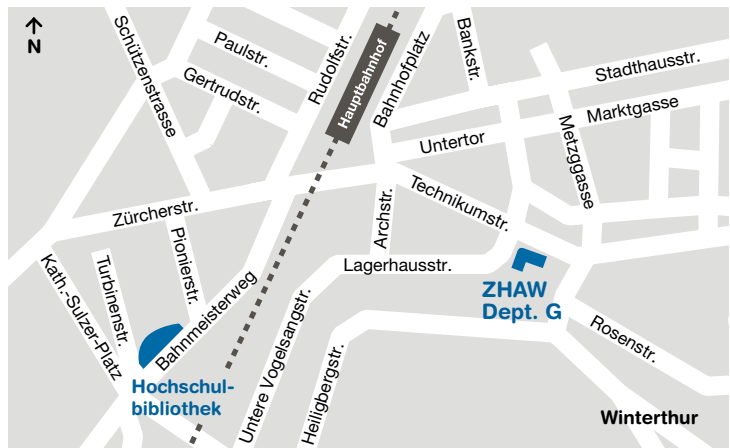 N
Schützenstrasse
Paulstr.
Gertrudstr.
Rudolfstr.
Hauptbahnhof
Bahnhofplatz
Bankstr.
Stadthausstr.
Marktgasse
Untertor
Metzggasse
Technikumstr.
Zürcherstr.
Archstr.
Pionierstr.
Turbinenstr.
Kath.-Sulzer-Platz
Bahnmeisterweg
Lagerhausstr.
ZHAW
Dept. G
Rosenstr.
Untere Vogelsangstr.
Heiligbergstr.
Hochschul-
bibliothek
Winterthur